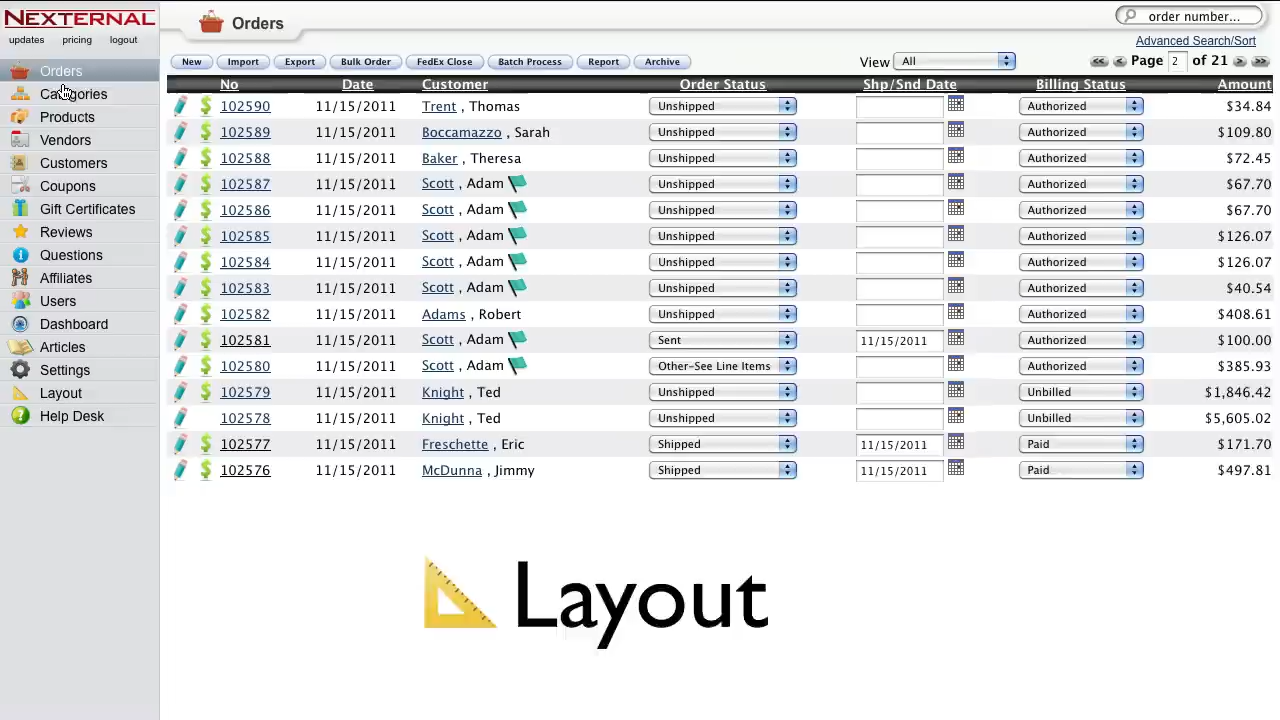 NEXTERNAL
updates pricing logout
Orders
Categories
Products
Vendors
Customers
Coupons
Gift Certificates
Reviews
Questions
Affiliates
Users
Dashboard
Articles
Settings
Layout
Help Desk
Orders
order number...
Advanced Search/Sort
New Import Export Bulk Order FedEx Close Batch Process Report Archive View All Page 2 of 21
No Date Customer Order Status Shp/Snd Date Billing Status Amount
102590 11/15/2011 Trent , Thomas Unshipped Authorized $34.84
102589 11/15/2011 Boccamazzo , Sarah Unshipped Authorized $109.80
102588 11/15/2011 Baker , Theresa Unshipped Authorized $72.45
102587 11/15/2011 Scott , Adam Unshipped Authorized $67.70
102586 11/15/2011 Scott , Adam Unshipped Authorized $67.70
102585 11/15/2011 Scott , Adam Unshipped Authorized $126.07
102584 11/15/2011 Scott , Adam Unshipped Authorized $126.07
102583 11/15/2011 Scott , Adam Unshipped Authorized $40.54
102582 11/15/2011 Adams , Robert Unshipped Authorized $408.61
102581 11/15/2011 Scott , Adam Sent 11/15/2011 Authorized $100.00
102580 11/15/2011 Scott , Adam Other-See Line Items Authorized $385.93
102579 11/15/2011 Knight , Ted Unshipped Unbilled $1,846.42
102578 11/15/2011 Knight , Ted Unshipped Unbilled $5,605.02
102577 11/15/2011 Freschette , Eric Shipped 11/15/2011 Paid $171.70
102576 11/15/2011 McDunna , Jimmy Shipped 11/15/2011 Paid $497.81
Layout